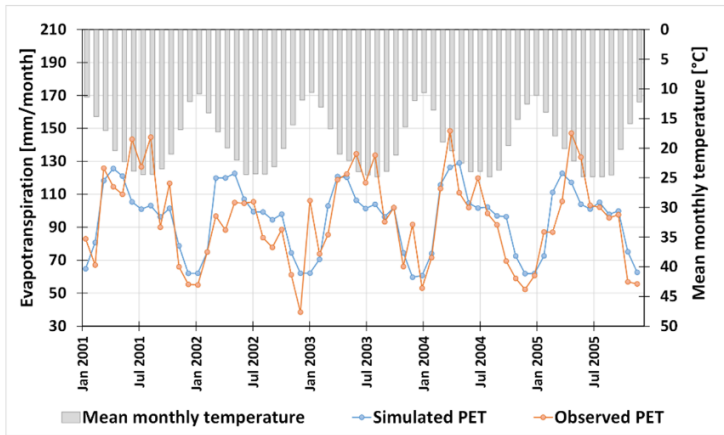 210
190
170
150
130
110
90
70
50
30
Evapotranspiration [mm/month]
0
5
10
15
20
25
30
35
40
45
50
Mean monthly temperature [°C]
Jan 2001
Jul 2001
Jan 2002
Jul 2002
Jan 2003
Jul 2003
Jan 2004
Jul 2004
Jan 2005
Jul 2005
Mean monthly temperature
Simulated PET
Observed PET